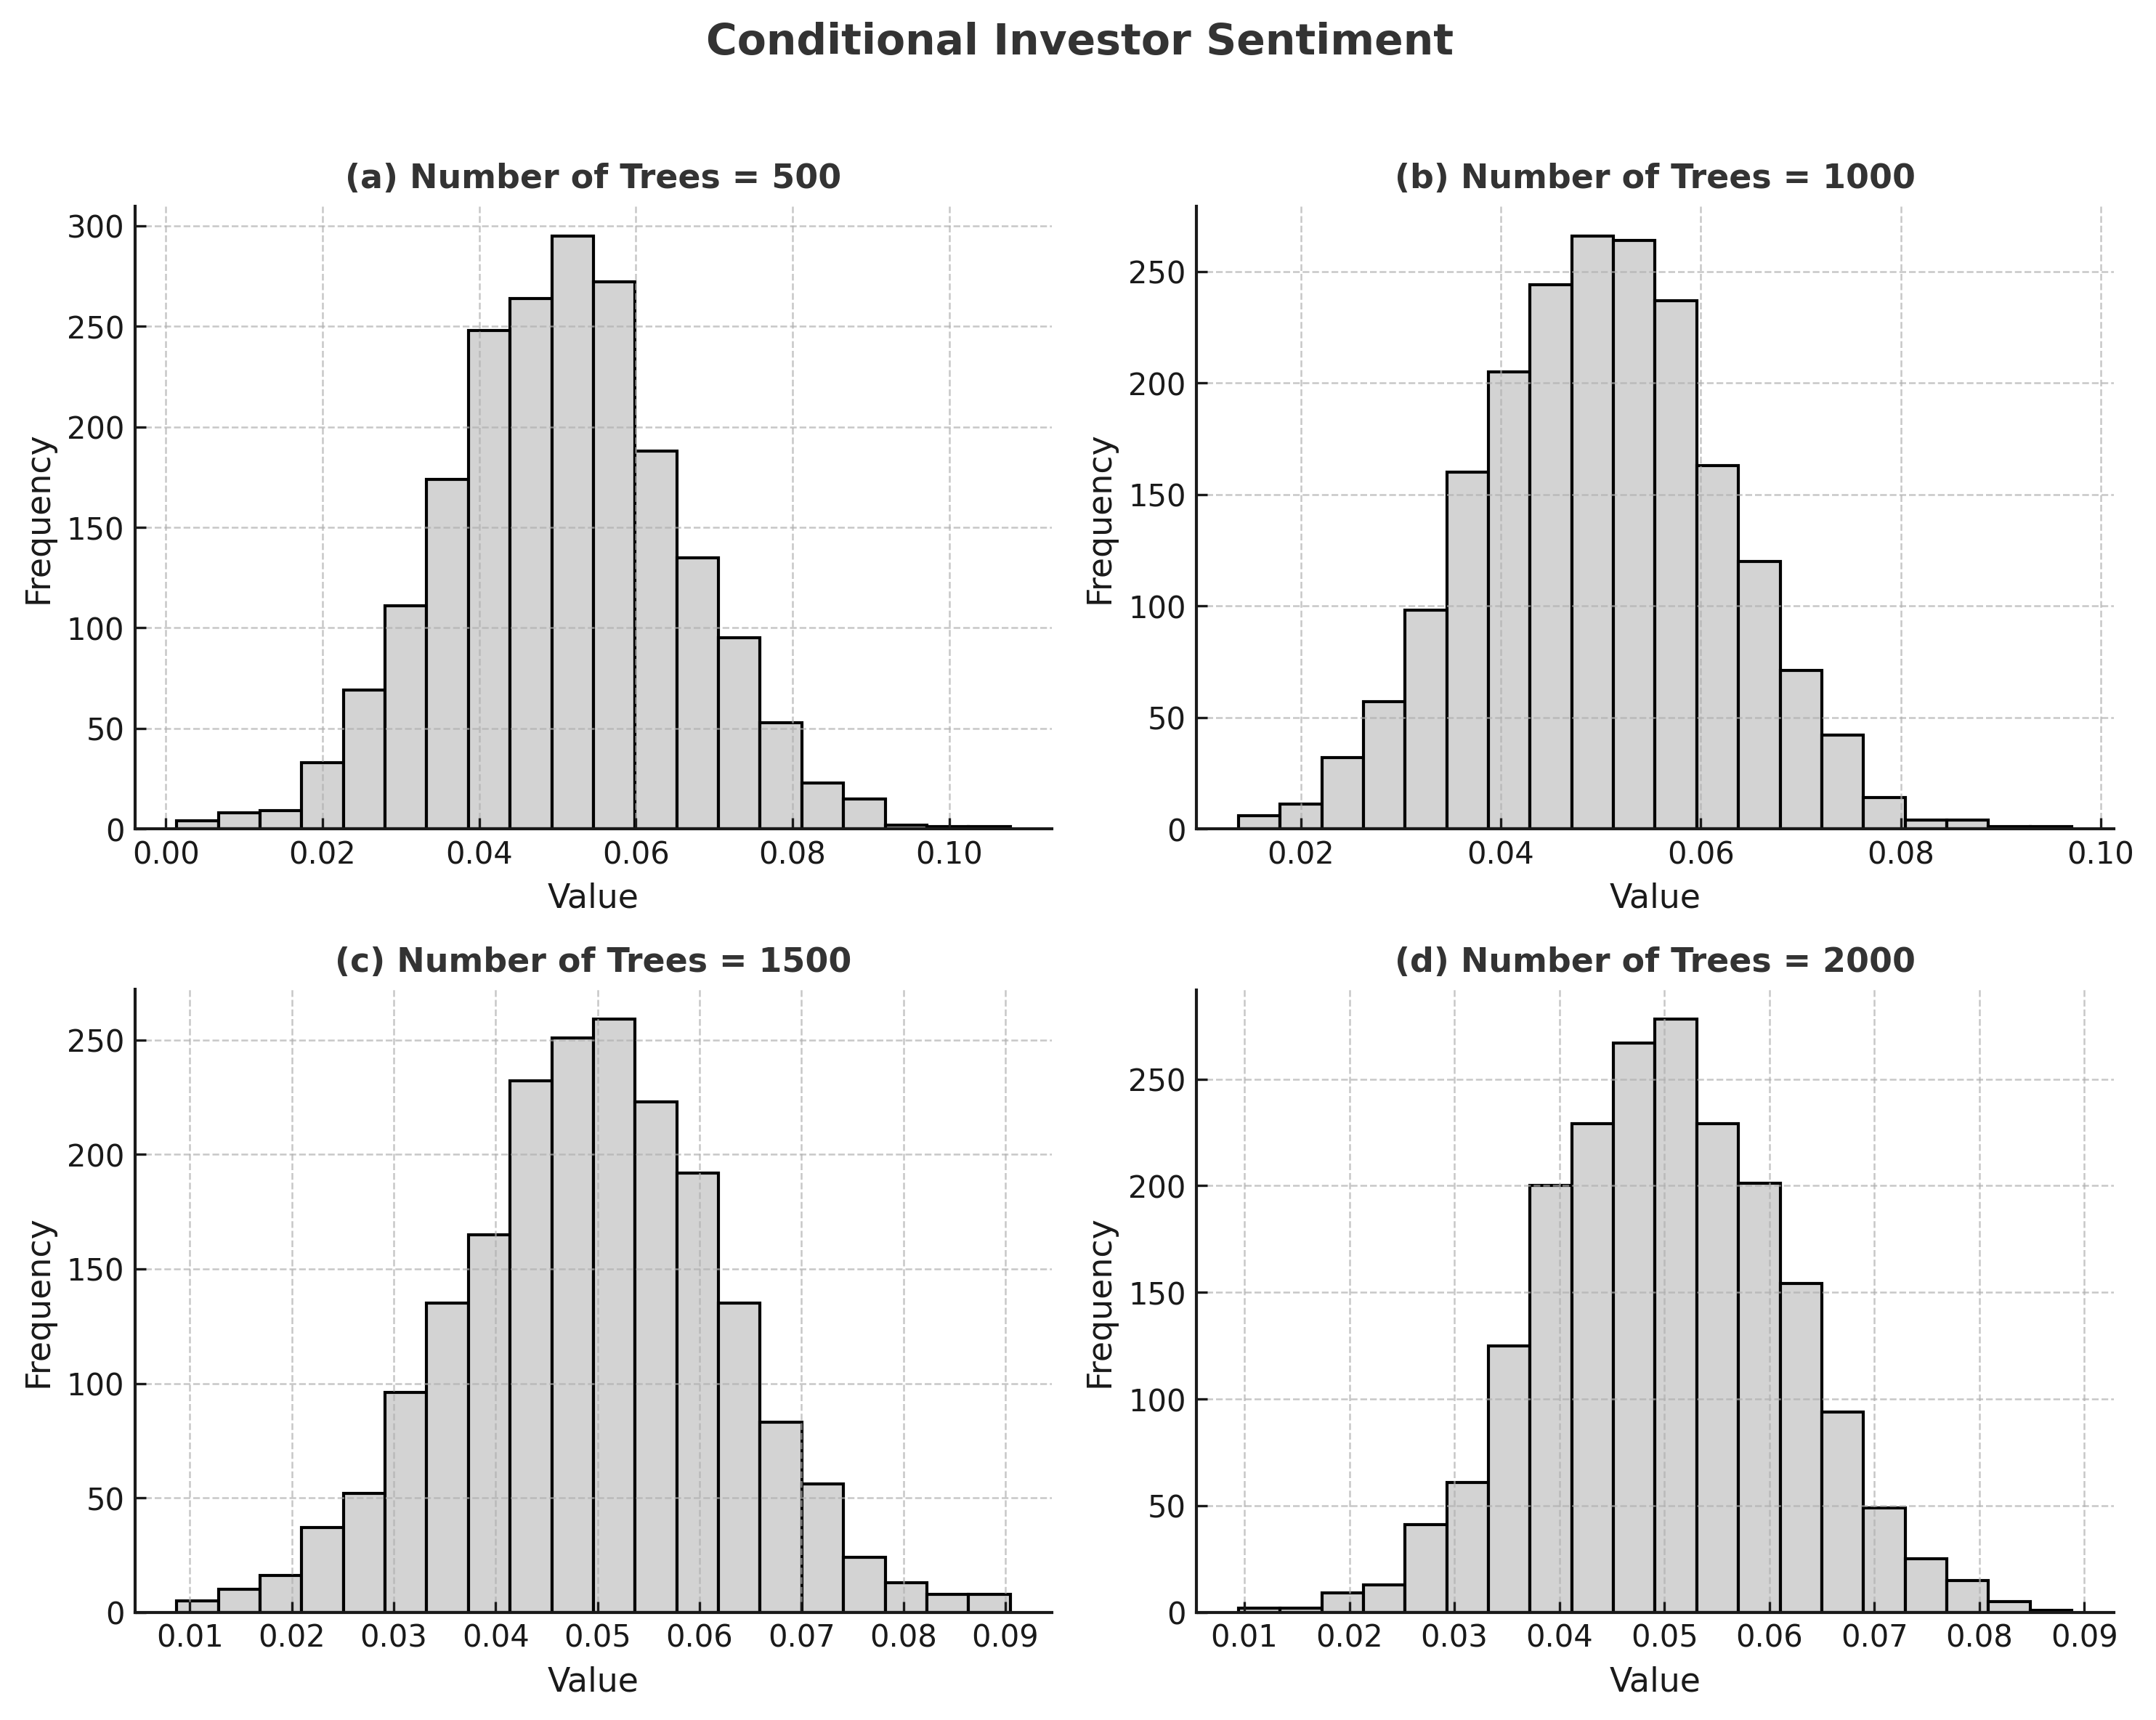 Conditional Investor Sentiment
(a) Number of Trees = 500
300
250
200
150
100
50
0
Frequency
0.00 0.02 0.04 0.06 0.08 0.10
Value
(b) Number of Trees = 1000
250
200
150
100
50
0
Frequency
0.02 0.04 0.06 0.08 0.10
Value
(c) Number of Trees = 1500
250
200
150
100
50
0
Frequency
0.01 0.02 0.03 0.04 0.05 0.06 0.07 0.08 0.09
Value
(d) Number of Trees = 2000
250
200
150
100
50
0
Frequency
0.01 0.02 0.03 0.04 0.05 0.06 0.07 0.08 0.09
Value